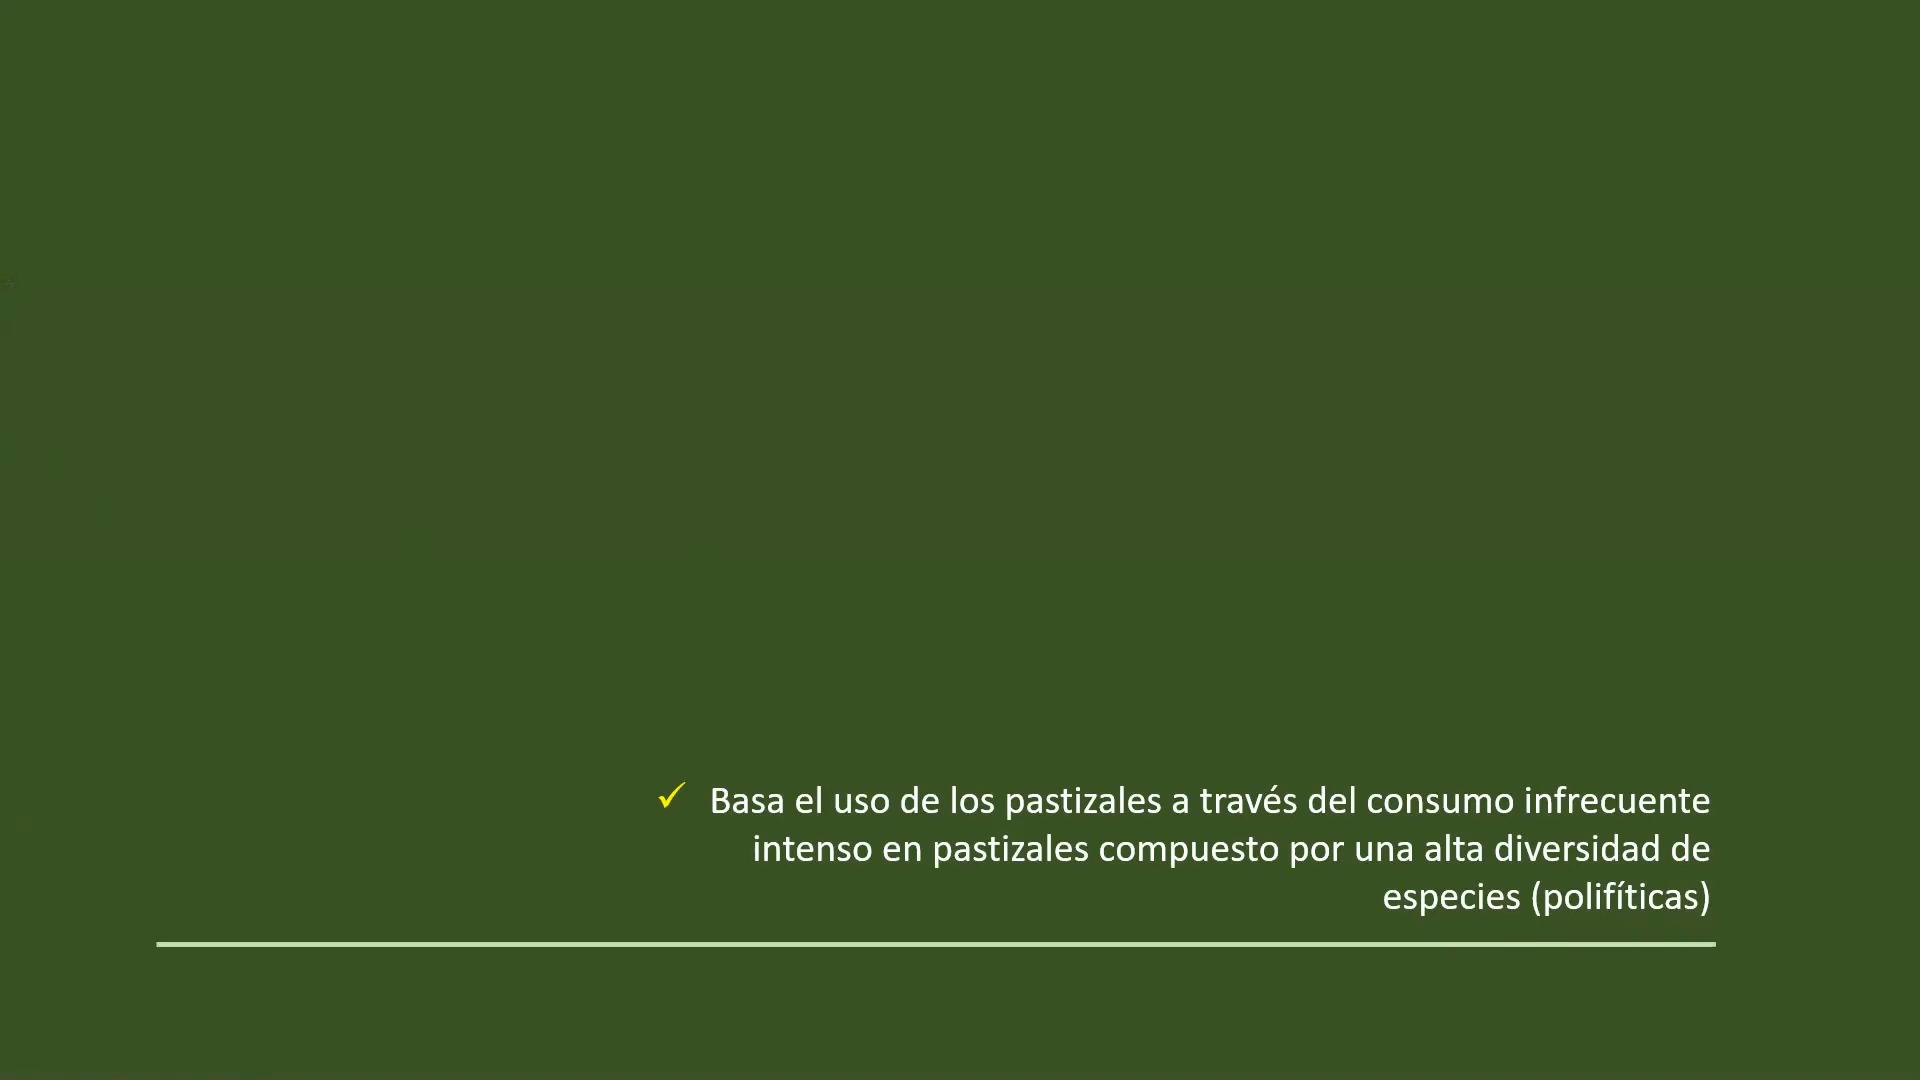 ✓ Basa el uso de los pastizales a través del consumo infrecuente
intenso en pastizales compuesto por una alta diversidad de
especies (polifíticas)